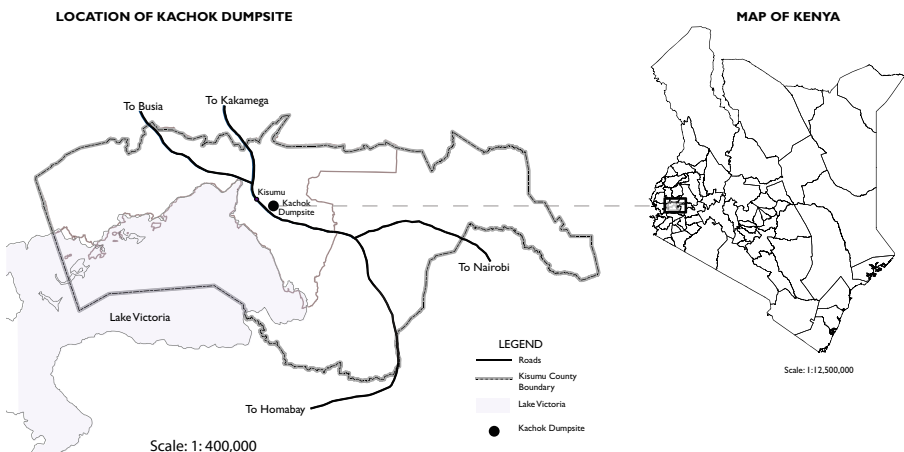 LOCATION OF KACHOK DUMPSITE
MAP OF KENYA
To Busia
To Kakamega
Kisumu
Kachok
Dumpsite
To Nairobi
Lake Victoria
To Homabay
LEGEND
Roads
Kisumu County
Boundary
Lake Victoria
Kachok Dumpsite
Scale: 1: 400,000
Scale: 1:12,500,000